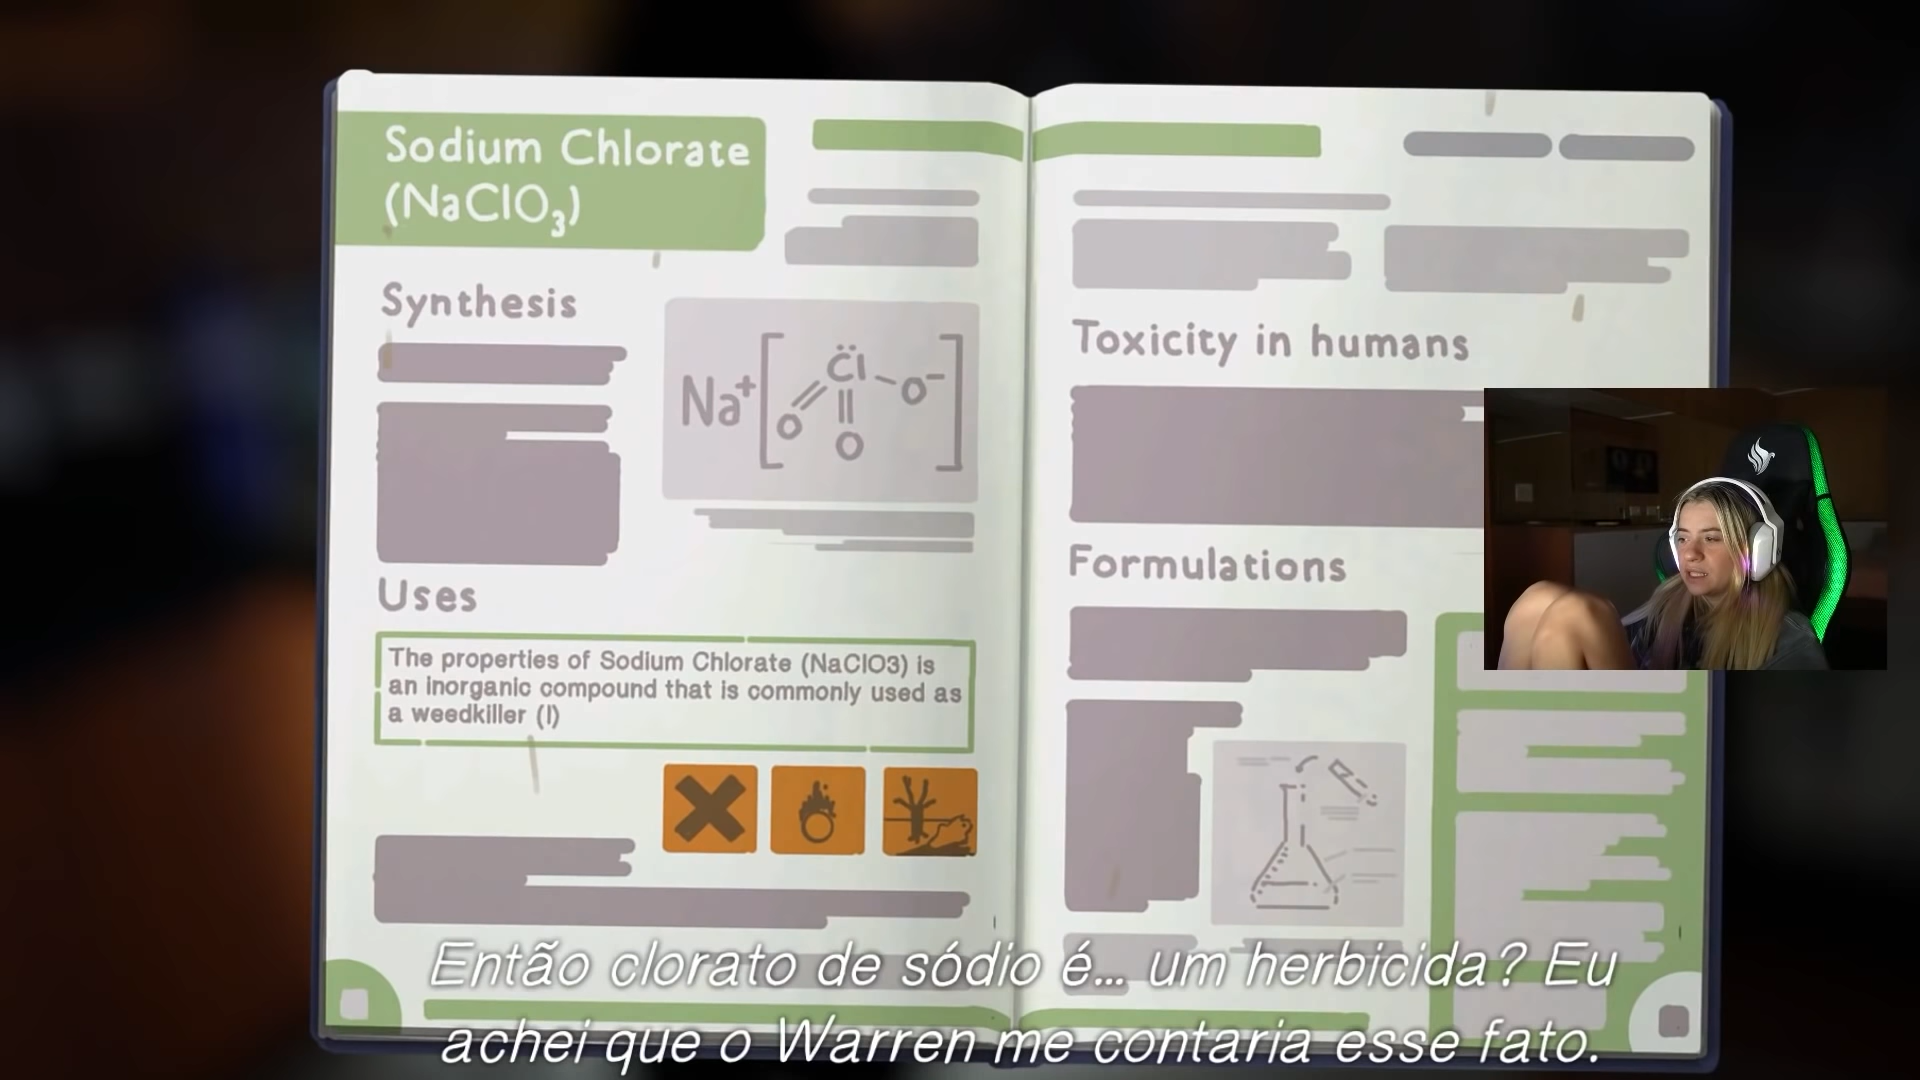 Sodium Chlorate
(NaClO₃)
Synthesis
Na⁺ [O Cl O O⁻]
Uses
The properties of Sodium Chlorate (NaClO3) is
an inorganic compound that is commonly used as
a weedkiller (I)
Toxicity in humans
Formulations
Então clorato de sódio é... um herbicida? Eu
achei que o Warren me contaria esse fato.